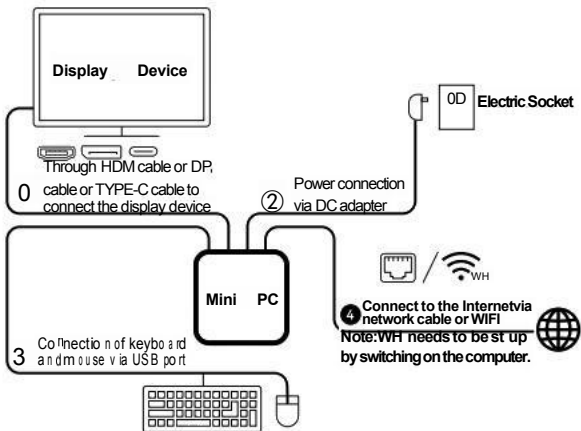 Display Device
0D Electric Socket
Through HDM cable or DP,
0 cable or TYPE-C cable to
connect the display device
② Power connection
via DC adapter
WH
Mini PC
❹ Connect to the Internetvia
network cable or WIFI
Note:WH needs to be st up
by switching on the computer.
3 Connection of keyboard
andmouse via USB port